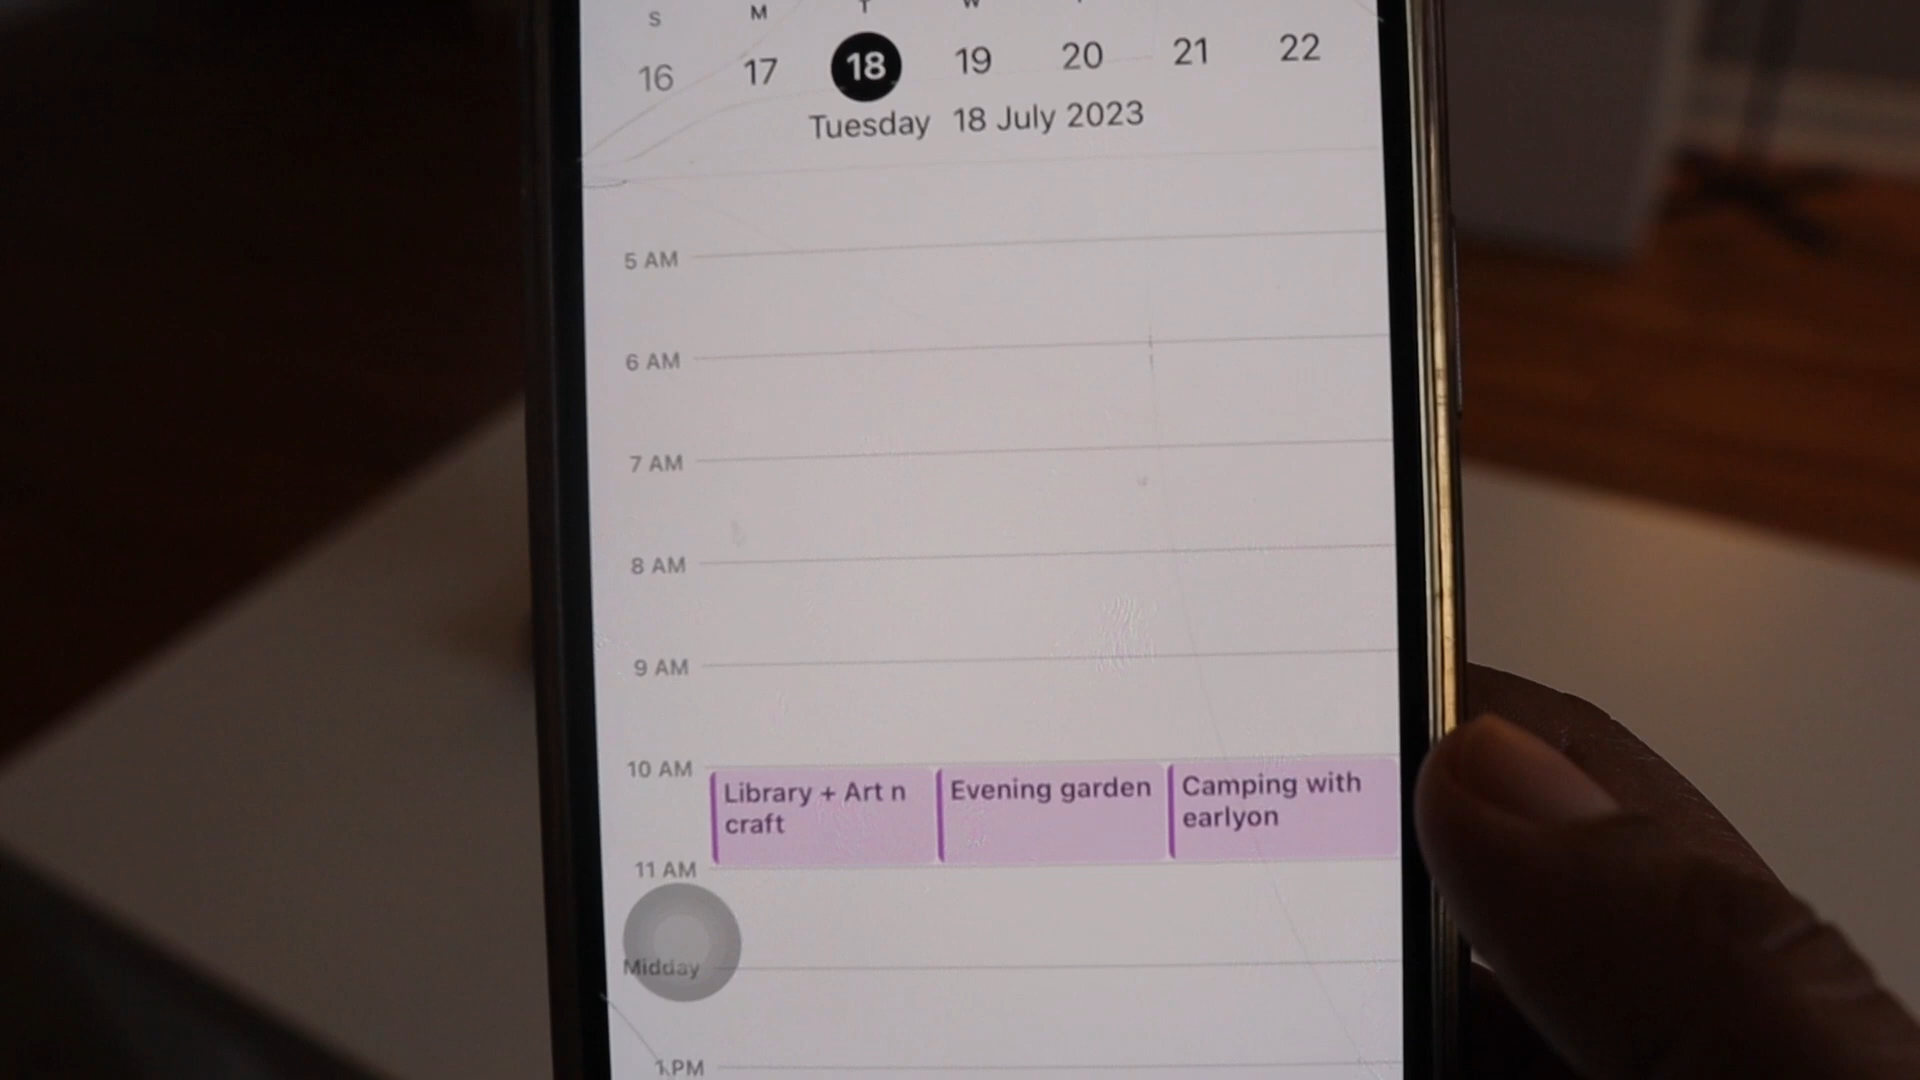 S M T W
16 17 18 19 20 21 22
Tuesday 18 July 2023
5 AM
6 AM
7 AM
8 AM
9 AM
10 AM
Library + Art n
craft
Evening garden
Camping with
earlyon
11 AM
Midday
1 PM